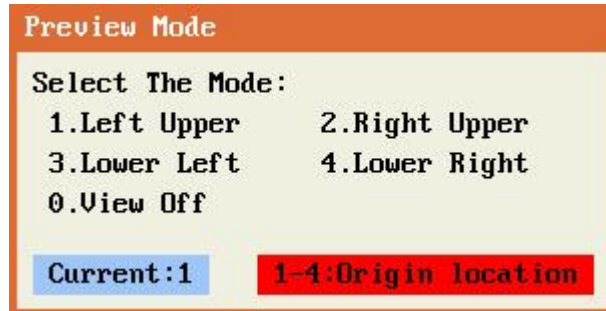 Preview Mode
Select The Mode:
1.Left Upper 2.Right Upper
3.Lower Left 4.Lower Right
0.View Off
Current:1 1-4:Origin location